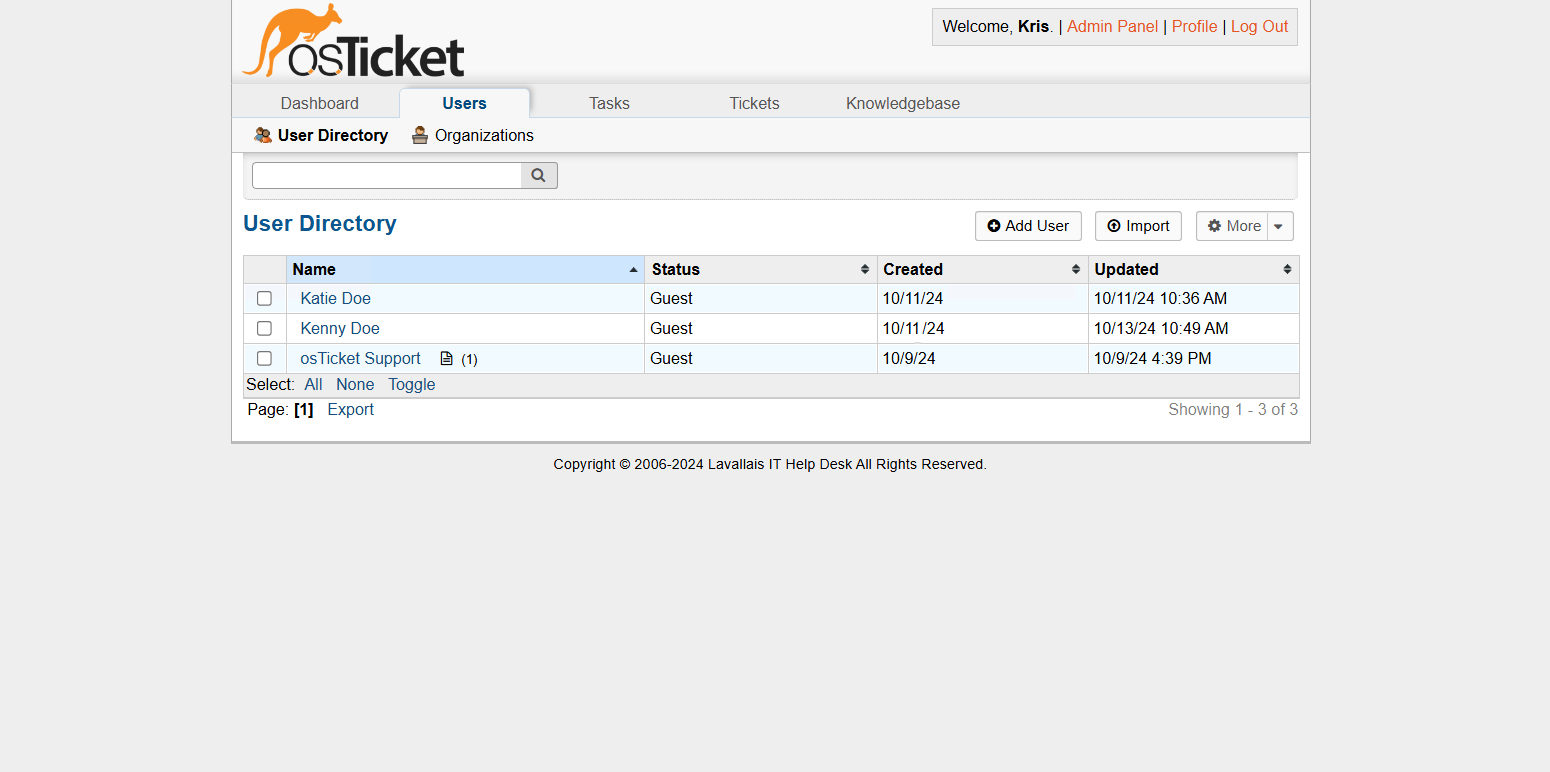 osTicket
Welcome, Kris. | Admin Panel | Profile | Log Out
Dashboard Users Tasks Tickets Knowledgebase
User Directory Organizations
User Directory
Add User Import More
Name Status Created Updated
Katie Doe Guest 10/11/24 10/11/24 10:36 AM
Kenny Doe Guest 10/11/24 10/13/24 10:49 AM
osTicket Support (1) Guest 10/9/24 10/9/24 4:39 PM
Select: All None Toggle
Page: [1] Export Showing 1 - 3 of 3
Copyright © 2006-2024 Lavallais IT Help Desk All Rights Reserved.